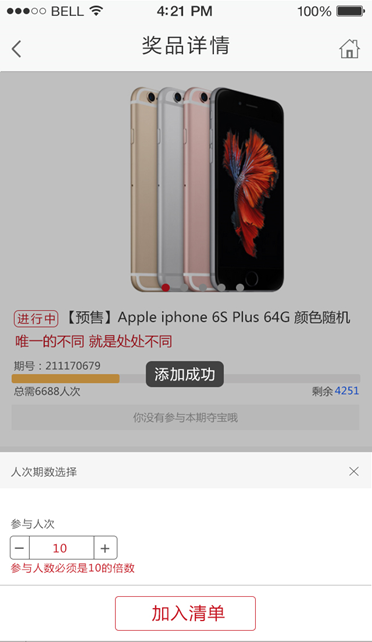 BELL 4:21 PM 100%
奖品详情
进行中 【预售】Apple iphone 6S Plus 64G 颜色随机
唯一的不同 就是处处不同
期号：211170679
添加成功
总需6688人次 剩余4251
你没有参与本期夺宝哦
人次期数选择
参与人次
10
参与人数必须是10的倍数
加入清单